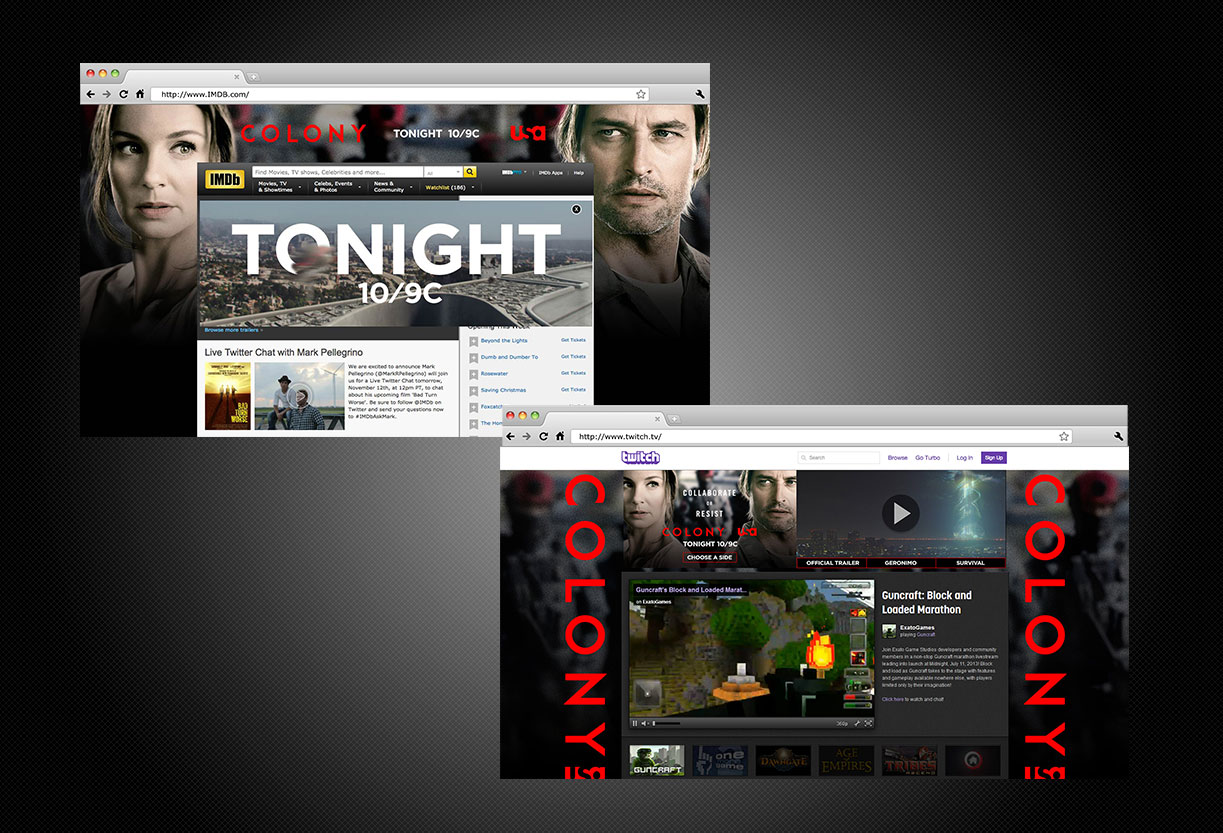 http://www.IMDB.com/
COLONY TONIGHT 10/9C usa
IMDb
Find Movies, TV shows, Celebrities and more...
All
IMDb Apps | Help
Movies, TV
& Showtimes
Celebs, Events
& Photos
News &
Community
Watchlist (186)
X
TONIGHT
10/9C
Browse more trailers »
Opening This Week
Beyond the Lights Get Tickets
Dumb and Dumber To Get Tickets
Rosewater Get Tickets
Saving Christmas Get Tickets
Foxcatch
The Hom
Live Twitter Chat with Mark Pellegrino
BAD
TURN
WORSE
We are excited to announce Mark
Pellegrino (@MarkRPellegrino) will join
us for a Live Twitter Chat tomorrow,
November 12th, at 12pm PT, to chat
about his upcoming film 'Bad Turn
Worse'. Be sure to follow @IMDb on
Twitter and send your questions now
to #IMDbAskMark.
http://www.twitch.tv/
twitch
Search
Browse Go Turbo Log In Sign Up
COLONY usa
COLLABORATE
OR
RESIST
COLONY usa
TONIGHT 10/9C
CHOOSE A SIDE
OFFICIAL TRAILER GERONIMO SURVIVAL
COLONY usa
Guncraft's Block and Loaded Marat...
on ExatoGames
360p
Guncraft: Block and
Loaded Marathon
ExatoGames
playing Guncraft
Join Exato Game Studios developers and community
members in a non-stop Guncraft marathon livestream
leading into launch at Midnight, July 11, 2013! Block
and load as Guncraft takes to the stage with features
and gameplay available nowhere else, with players
limited only by their imagination!
Click here to watch and chat!
GUNCRAFT
one
game
DAWNGATE
AGE
OF
EMPIRES
TRIBES
ASCEND